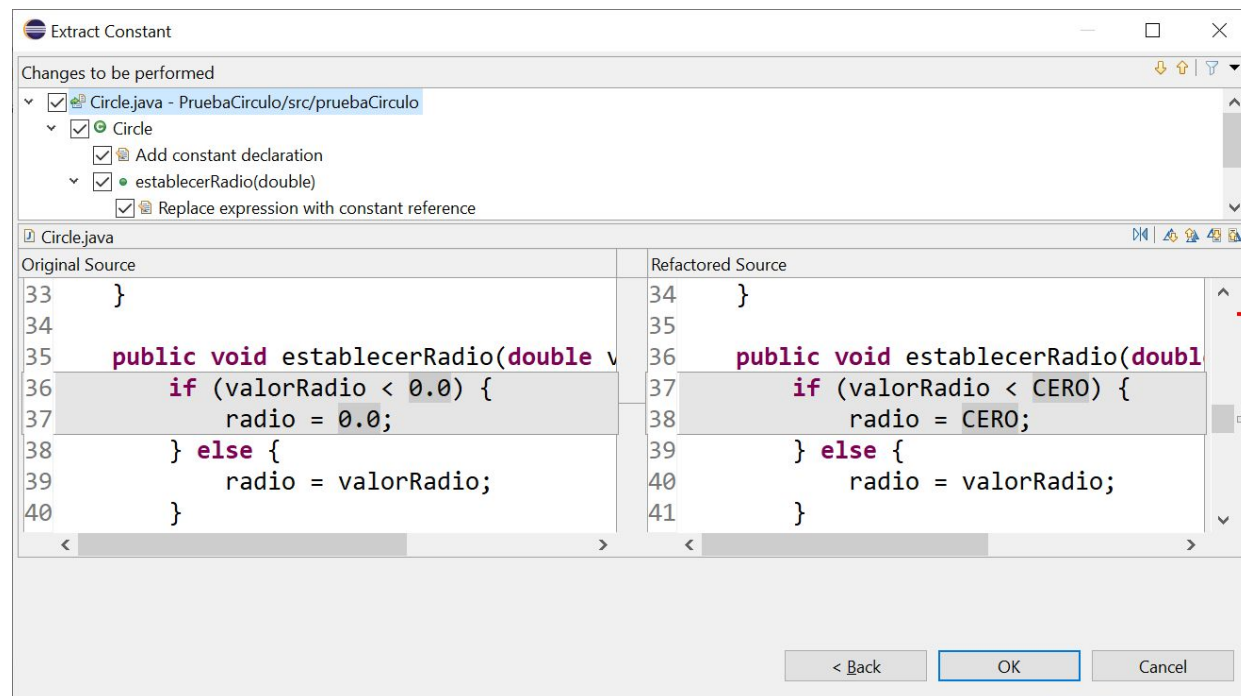 Extract Constant
Changes to be performed
Circle.java - PruebaCirculo/src/pruebaCirculo
Circle
Add constant declaration
establecerRadio(double)
Replace expression with constant reference
Circle.java
Original Source
33 }
34
35 public void establecerRadio(double v
36 if (valorRadio < 0.0) {
37 radio = 0.0;
38 } else {
39 radio = valorRadio;
40 }
Refactored Source
34 }
35
36 public void establecerRadio(doubl
37 if (valorRadio < CERO) {
38 radio = CERO;
39 } else {
40 radio = valorRadio;
41 }
< Back
OK
Cancel